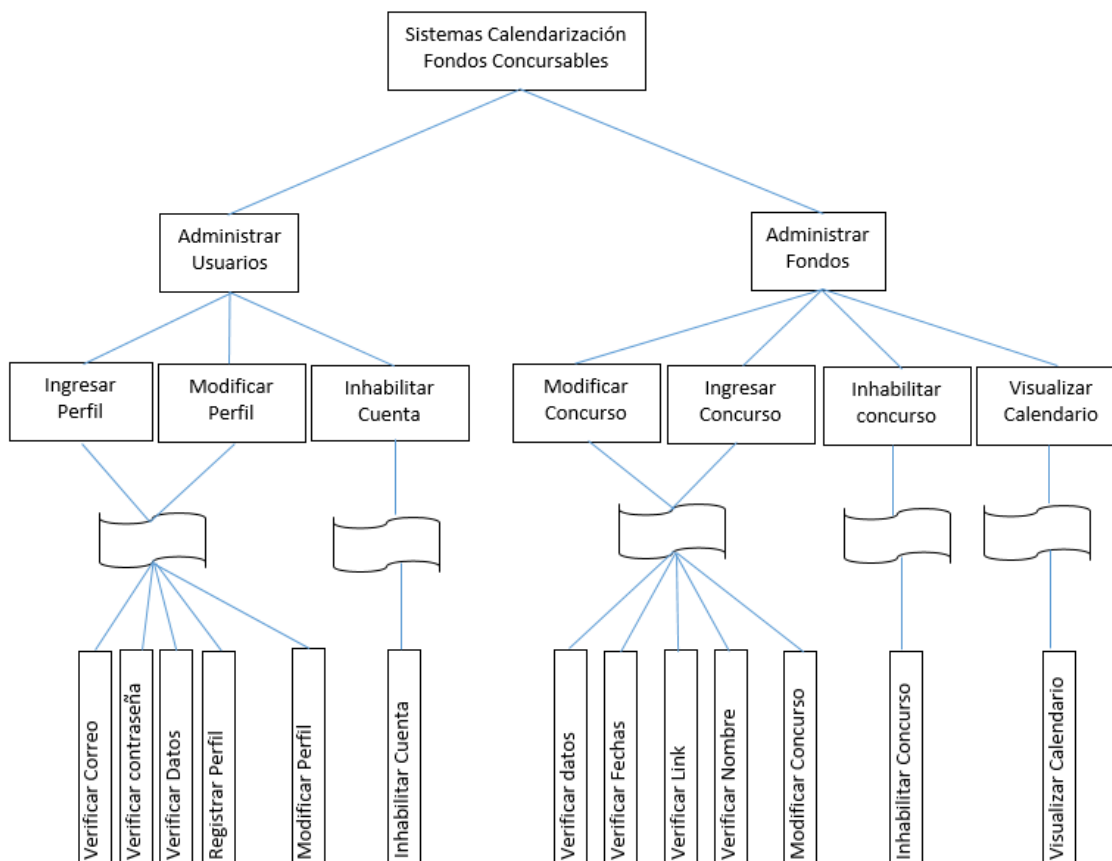 Sistemas Calendarización
Fondos Concursables
Administrar
Usuarios
Administrar
Fondos
Ingresar
Perfil
Modificar
Perfil
Inhabilitar
Cuenta
Modificar
Concurso
Ingresar
Concurso
Inhabilitar
concurso
Visualizar
Calendario
Verificar Correo
Verificar contraseña
Verificar Datos
Registrar Perfil
Modificar Perfil
Inhabilitar Cuenta
Verificar datos
Verificar Fechas
Verificar Link
Verificar Nombre
Modificar Concurso
Inhabilitar Concurso
Visualizar Calendario